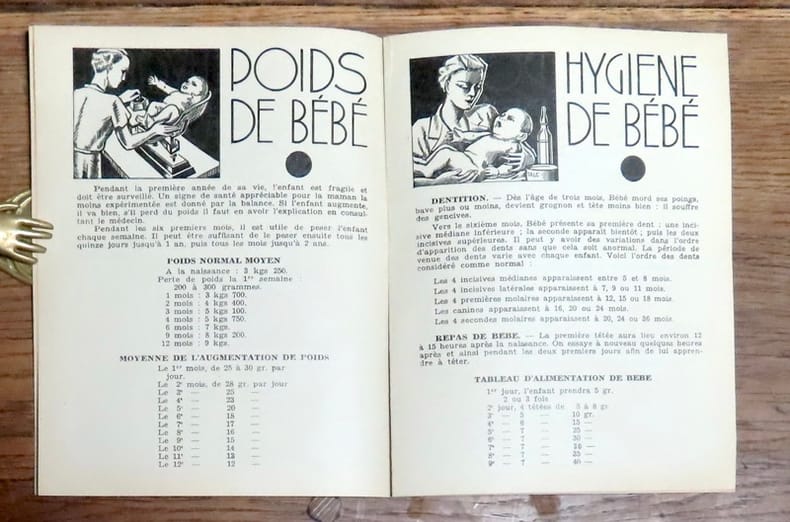 POIDS
DE BÉBÉ
Pendant la première année de sa vie, l'enfant est fragile et
doit être surveillé. Un signe de santé appréciable pour la maman la
moins expérimentée est donné par la balance. Si l'enfant augmente,
il va bien, s'il perd du poids il faut en avoir l'explication en consul-
tant le médecin.
Pendant les six premiers mois, il est utile de peser l'enfant
chaque semaine. Il peut être suffisant de le peser ensuite tous les
quinze jours jusqu'à 1 an, puis tous les mois jusqu'à 2 ans.
POIDS NORMAL MOYEN
A la naissance : 3 kgs 250.
Perte de poids la 1re semaine :
200 à 300 grammes.
1 mois : 3 kgs 700.
2 mois : 4 kgs 400.
3 mois : 5 kgs 100.
4 mois : 5 kgs 750.
6 mois : 7 kgs.
9 mois : 8 kgs 200.
12 mois : 9 kgs.
MOYENNE DE L'AUGMENTATION DE POIDS
Le 1er mois, de 25 à 30 gr. par
jour.
Le 2e mois, de 28 gr. par jour
Le 3e — 25 —
Le 4e — 23 —
Le 5e — 20 —
Le 6e — 18 —
Le 7e — 17 —
Le 8e — 16 —
Le 9e — 15 —
Le 10e — 14 —
Le 11e — 13 —
Le 12e — 12 —
TALC
HYGIENE
DE BÉBÉ
DENTITION. — Dès l'âge de trois mois, Bébé mord ses poings,
bave plus ou moins, devient grognon et tète moins bien : il souffre
des gencives.
Vers le sixième mois, Bébé présente sa première dent : une inci-
sive médiane inférieure ; la seconde apparaît bientôt ; puis les deux
incisives supérieures. Il peut y avoir des variations dans l'ordre
d'apparition des dents sans que cela soit anormal. La période de
venue des dents varie avec chaque enfant. Voici l'ordre des dents
considéré comme normal :
Les 4 incisives médianes apparaissent entre 5 et 8 mois.
Les 4 incisives latérales apparaissent à 7, 9 ou 11 mois.
Les 4 premières molaires apparaissent à 12, 15 ou 18 mois.
Les canines apparaissent à 16, 20 ou 24 mois.
Les 4 secondes molaires apparaissent à 20, 24 ou 36 mois.
REPAS DE BEBE. — La première tétée aura lieu environ 12
à 15 heures après la naissance. On essaye à nouveau quelques heures
après et ainsi pendant les deux premiers jours afin de lui appren-
dre à téter.
TABLEAU D'ALIMENTATION DE BEBE
1er jour, l'enfant prendra 5 gr.
2 ou 3 fois
2e jour, 4 tétées de 5 à 8 gr
3e — 5 — 10 gr.
4e — 6 — 15 —
5e — 7 — 25 —
6e — 7 — 30 —
7e — 7 —
8e — 7 — 35 —
9e — 7 — 40 —